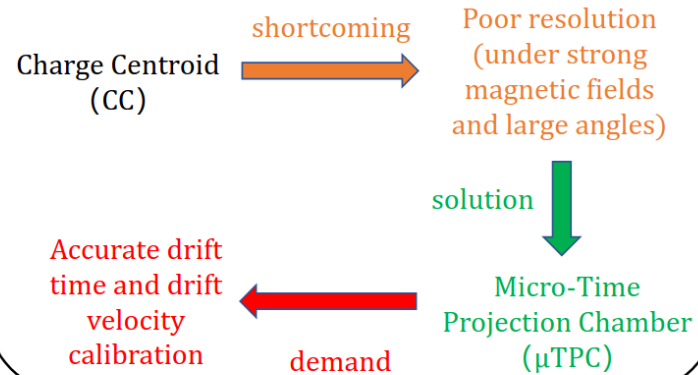 shortcoming
Charge Centroid
(CC)
Poor resolution
(under strong
magnetic fields
and large angles)
solution
Micro-Time
Projection Chamber
(μTPC)
demand
Accurate drift
time and drift
velocity
calibration